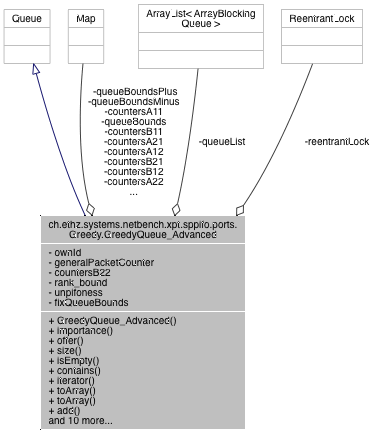 Queue
Map
ArrayList< ArrayBlocking
Queue >
ReentrantLock
-queueBoundsPlus
-queueBoundsMinus
-countersA11
-queueBounds
-countersB11
-countersA21
-countersA12
-countersB21
-countersB12
-countersA22
...
-queueList
-reentrantLock
ch.ethz.systems.netbench.xpt.sppifo.ports.
Greedy.GreedyQueue_Advanced
- ownId
- generalPacketCounter
- countersB22
- rank_bound
- unpifoness
- fixQueueBounds
+ GreedyQueue_Advanced()
+ importance()
+ offer()
+ size()
+ isEmpty()
+ contains()
+ iterator()
+ toArray()
+ toArray()
+ add()
and 10 more...